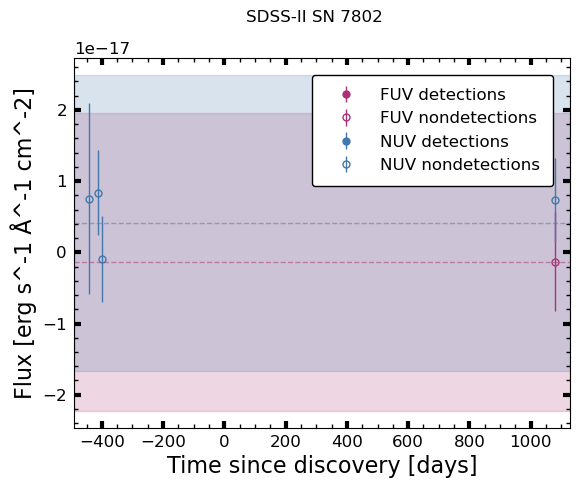 SDSS-II SN 7802
1e−17
Flux [erg s^-1 Å^-1 cm^-2]
2
1
0
−1
−2
FUV detections
FUV nondetections
NUV detections
NUV nondetections
−400 −200 0 200 400 600 800 1000
Time since discovery [days]